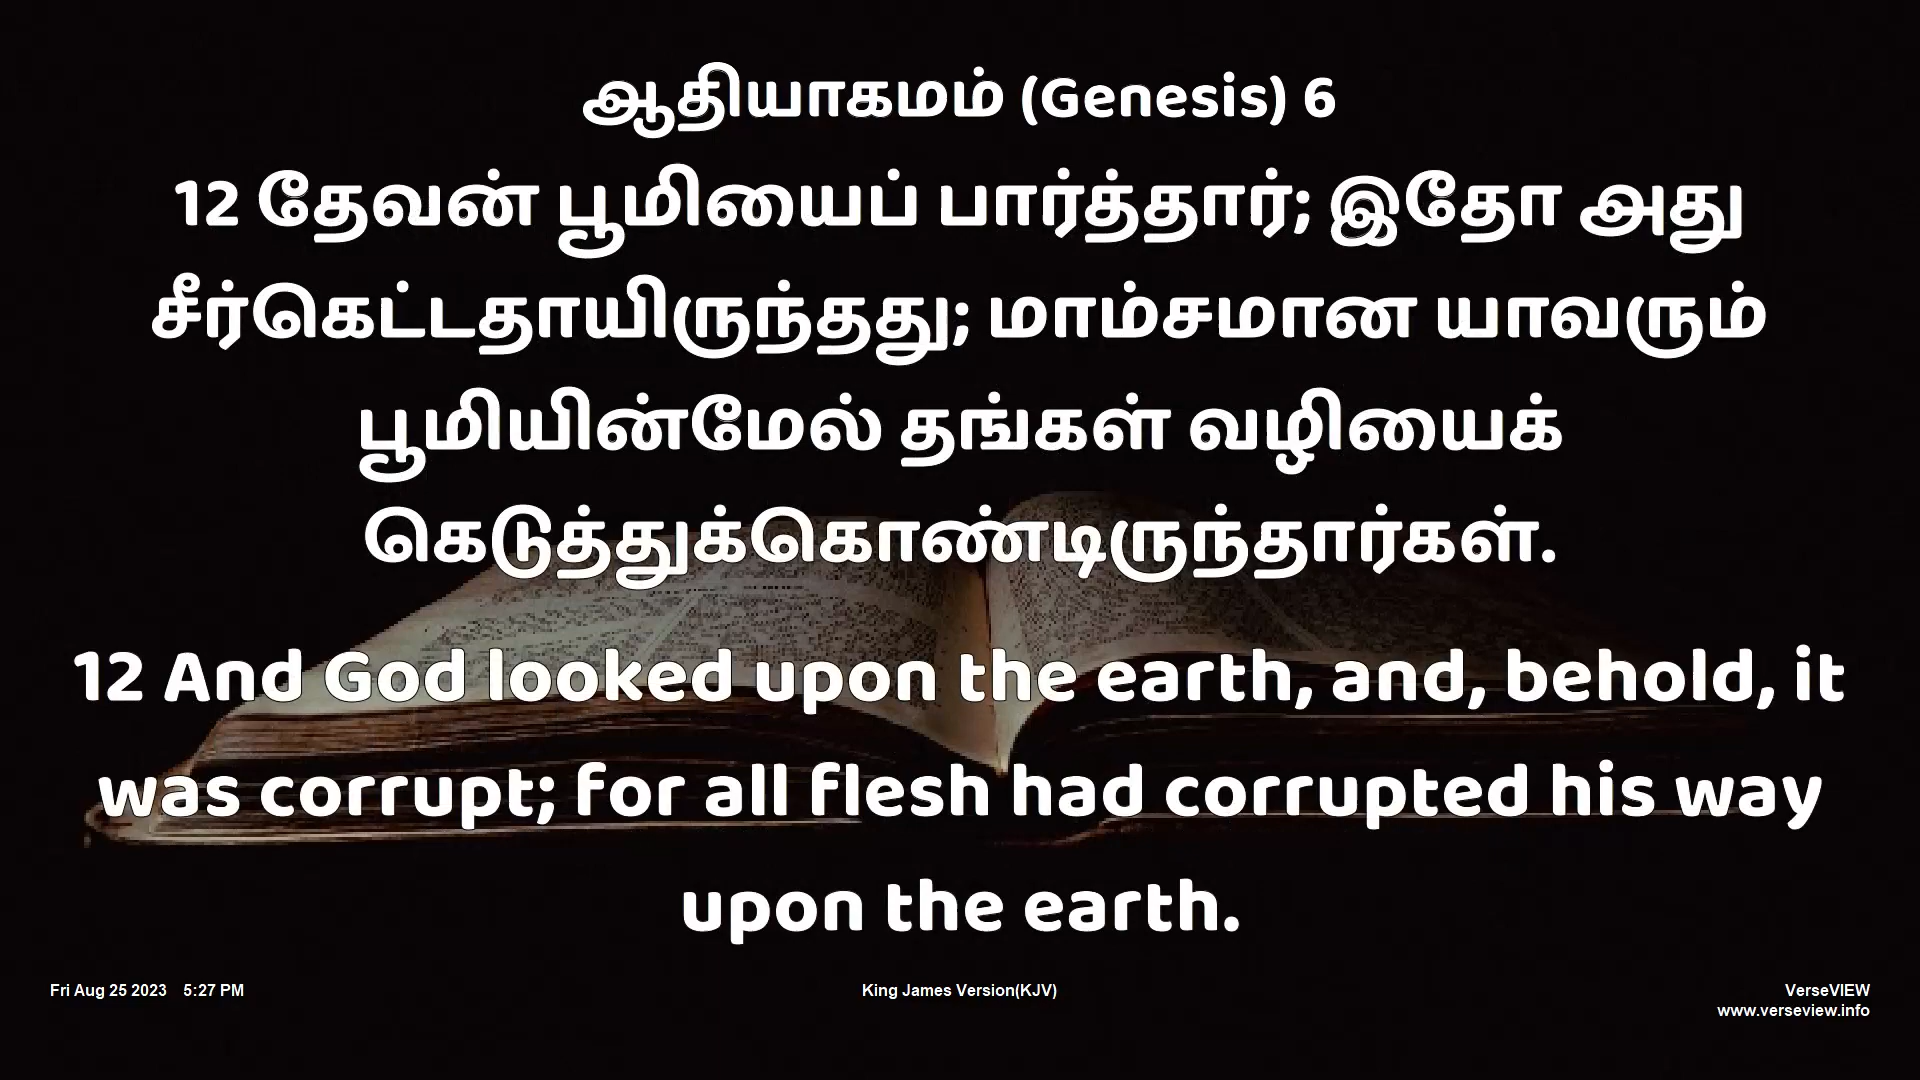 ஆதியாகமம் (Genesis) 6
12 தேவன் பூமியைப் பார்த்தார்; இதோ அது
சீர்கெட்டதாயிருந்தது; மாம்சமான யாவரும்
பூமியின்மேல் தங்கள் வழியைக்
கெடுத்துக்கொண்டிருந்தார்கள்.
12 And God looked upon the earth, and, behold, it
was corrupt; for all flesh had corrupted his way
upon the earth.
Fri Aug 25 2023 5:27 PM
King James Version(KJV)
VerseVIEW
www.verseview.info